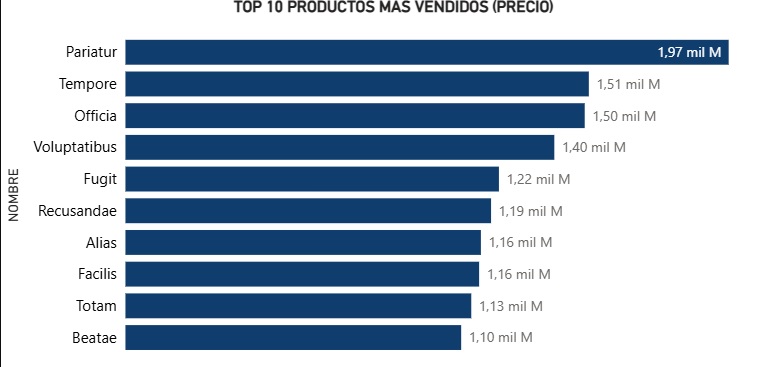 TOP 10 PRODUCTOS MAS VENDIDOS (PRECIO)
NOMBRE
Pariatur 1,97 mil M
Tempore 1,51 mil M
Officia 1,50 mil M
Voluptatibus 1,40 mil M
Fugit 1,22 mil M
Recusandae 1,19 mil M
Alias 1,16 mil M
Facilis 1,16 mil M
Totam 1,13 mil M
Beatae 1,10 mil M